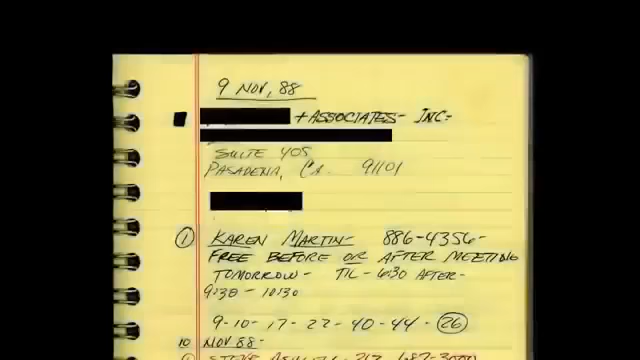 9 NOV, 88
+ ASSOCIATES- INC-
SUITE 405
PASADENA, CA. 91101
① KAREN MARTIN- 886-4356-
FREE BEFORE OR AFTER MEETING
TOMORROW- TIL- 6:30 AFTER-
9:30 - 10:30
9-10-17-22-40-44-26
10 NOV 88-